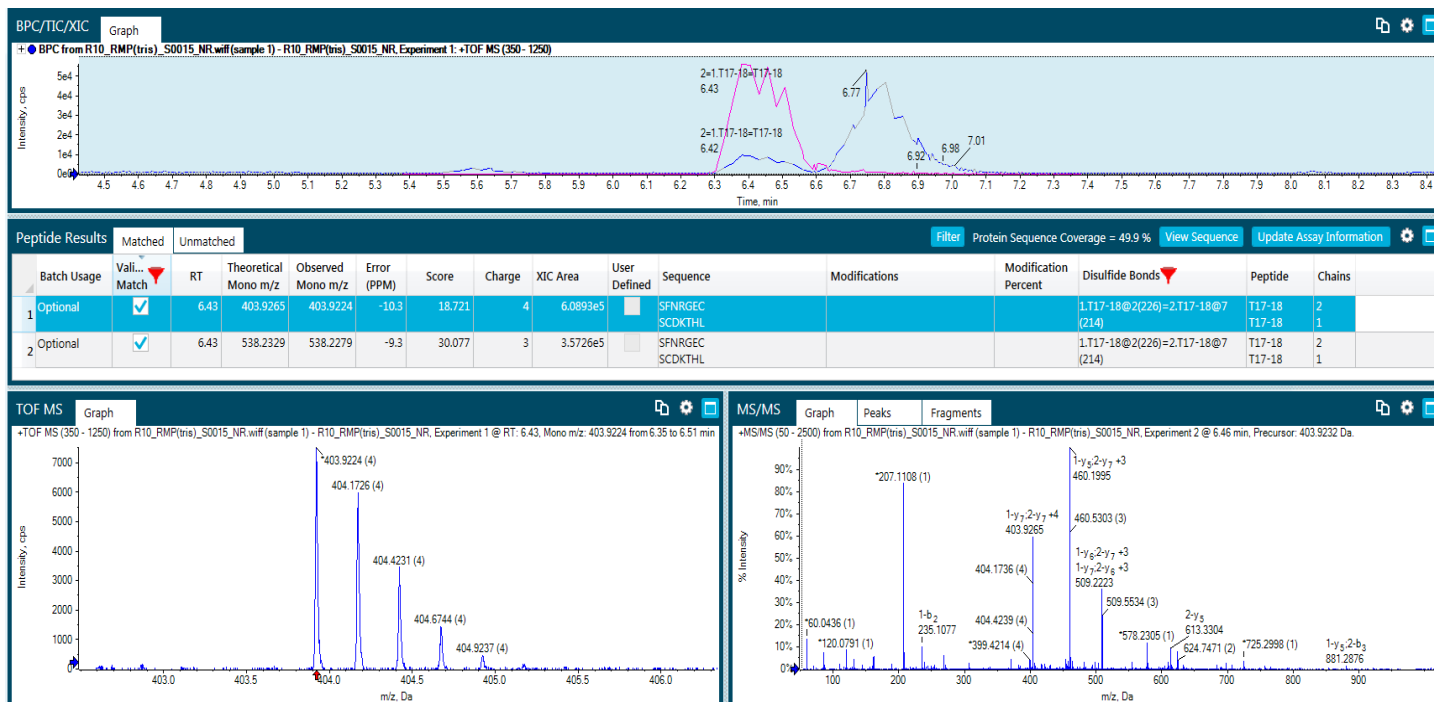 BPC/TIC/XIC Graph
BPC from R10_RMP(tris)_S0015_NR.wiff (sample 1) - R10_RMP(tris)_S0015_NR, Experiment 1: +TOF MS (350 - 1250)
Intensity, cps
5e4
4e4
3e4
2e4
1e4
0e0
2=1.T17-18=T17-18
6.43
2=1.T17-18=T17-18
6.42
6.77
6.92
6.98
7.01
4.5 4.6 4.7 4.8 4.9 5.0 5.1 5.2 5.3 5.4 5.5 5.6 5.7 5.8 5.9 6.0 6.1 6.2 6.3 6.4 6.5 6.6 6.7 6.8 6.9 7.0 7.1 7.2 7.3 7.4 7.5 7.6 7.7 7.8 7.9 8.0 8.1 8.2 8.3 8.4
Time, min
Peptide Results Matched Unmatched Filter Protein Sequence Coverage = 49.9 % View Sequence Update Assay Information
Batch Usage Vali... Match RT Theoretical Mono m/z Observed Mono m/z Error (PPM) Score Charge XIC Area User Defined Sequence Modifications Modification Percent Disulfide Bonds Peptide Chains
1 Optional 6.43 403.9265 403.9224 -10.3 18.721 4 6.0893e5 SFNRGEC 1.T17-18@2(226)=2.T17-18@7 T17-18 2
SCDKTHL (214) T17-18 1
2 Optional 6.43 538.2329 538.2279 -9.3 30.077 3 3.5726e5 SFNRGEC 1.T17-18@2(226)=2.T17-18@7 T17-18 2
SCDKTHL (214) T17-18 1
TOF MS Graph
+TOF MS (350 - 1250) from R10_RMP(tris)_S0015_NR.wiff (sample 1) - R10_RMP(tris)_S0015_NR, Experiment 1 @ RT: 6.43, Mono m/z: 403.9224 from 6.35 to 6.51 min
Intensity, cps
7000
6000
5000
4000
3000
2000
1000
0
*403.9224 (4)
404.1726 (4)
404.4231 (4)
404.6744 (4)
404.9237 (4)
403.0 403.5 404.0 404.5 405.0 405.5 406.0
m/z, Da
MS/MS Graph Peaks Fragments
+MS/MS (50 - 2500) from R10_RMP(tris)_S0015_NR.wiff (sample 1) - R10_RMP(tris)_S0015_NR, Experiment 2 @ 6.46 min, Precursor: 403.9232 Da.
% Intensity
90%
80%
70%
60%
50%
40%
30%
20%
10%
0%
1-y5;2-y7 +3
460.1995
*207.1108 (1)
1-y7;2-y7 +4
403.9265
460.5303 (3)
404.1736 (4)
1-y6;2-y7 +3
1-y7;2-y6 +3
509.2223
404.4239 (4)
509.5534 (3)
*60.0436 (1)
1-b2
235.1077
2-y5
613.3304
*120.0791 (1)
*399.4214 (4)
*578.2305 (1)
624.7471 (2)
*725.2998 (1)
1-y5;2-b3
881.2876
100 200 300 400 500 600 700 800 900
m/z, Da